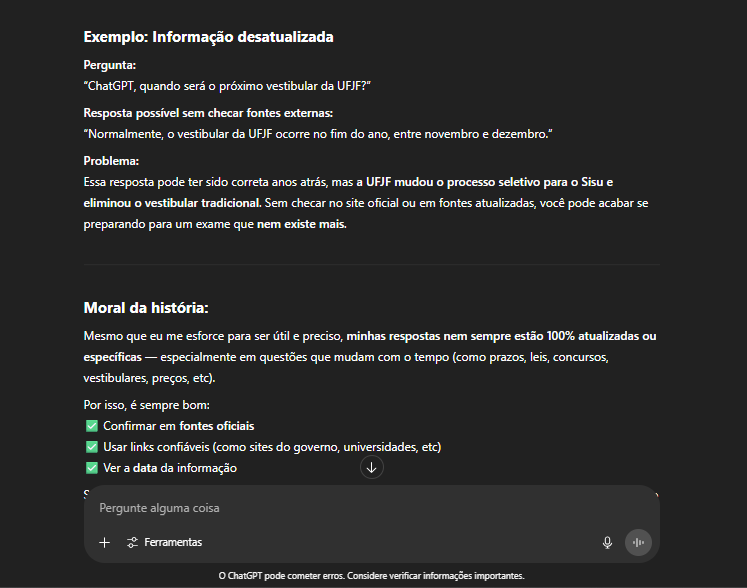 Exemplo: Informação desatualizada
Pergunta:
"ChatGPT, quando será o próximo vestibular da UFJF?"
Resposta possível sem checar fontes externas:
"Normalmente, o vestibular da UFJF ocorre no fim do ano, entre novembro e dezembro."
Problema:
Essa resposta pode ter sido correta anos atrás, mas a UFJF mudou o processo seletivo para o Sisu e
eliminou o vestibular tradicional. Sem checar no site oficial ou em fontes atualizadas, você pode acabar se
preparando para um exame que nem existe mais.
Moral da história:
Mesmo que eu me esforce para ser útil e preciso, minhas respostas nem sempre estão 100% atualizadas ou
específicas — especialmente em questões que mudam com o tempo (como prazos, leis, concursos,
vestibulares, preços, etc).
Por isso, é sempre bom:
✅ Confirmar em fontes oficiais
✅ Usar links confiáveis (como sites do governo, universidades, etc)
✅ Ver a data da informação
Pergunte alguma coisa
Ferramentas
O ChatGPT pode cometer erros. Considere verificar informações importantes.